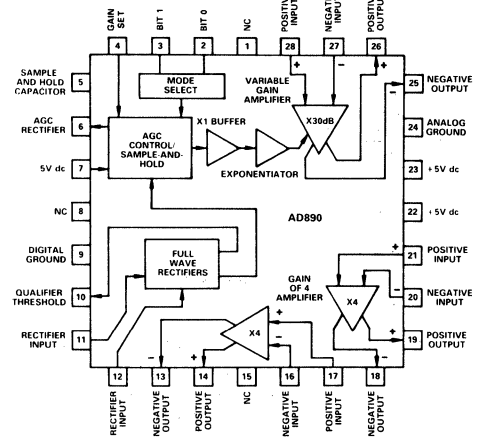 GAIN
SET
BIT 1
BIT 0
NC
POSITIVE
INPUT
NEGATIVE
INPUT
POSITIVE
OUTPUT
4
3
2
1
28
27
26
SAMPLE
AND HOLD
CAPACITOR
5
AGC
RECTIFIER
6
5V dc
7
NC
8
DIGITAL
GROUND
9
QUALIFIER
THRESHOLD
10
RECTIFIER
INPUT
11
MODE
SELECT
AGC
CONTROL/
SAMPLE-AND-
HOLD
X1 BUFFER
EXPONENTIATOR
VARIABLE
GAIN
AMPLIFIER
+
−
+
−
X30dB
AD890
FULL
WAVE
RECTIFIERS
GAIN
OF 4
AMPLIFIER
+
−
X4
+
−
X4
+
−
−
+
25
NEGATIVE
OUTPUT
24
ANALOG
GROUND
23
+5V dc
22
+5V dc
21
POSITIVE
INPUT
20
NEGATIVE
INPUT
19
POSITIVE
OUTPUT
12
13
14
15
16
17
18
RECTIFIER
INPUT
NEGATIVE
OUTPUT
POSITIVE
OUTPUT
NC
NEGATIVE
INPUT
POSITIVE
INPUT
NEGATIVE
OUTPUT